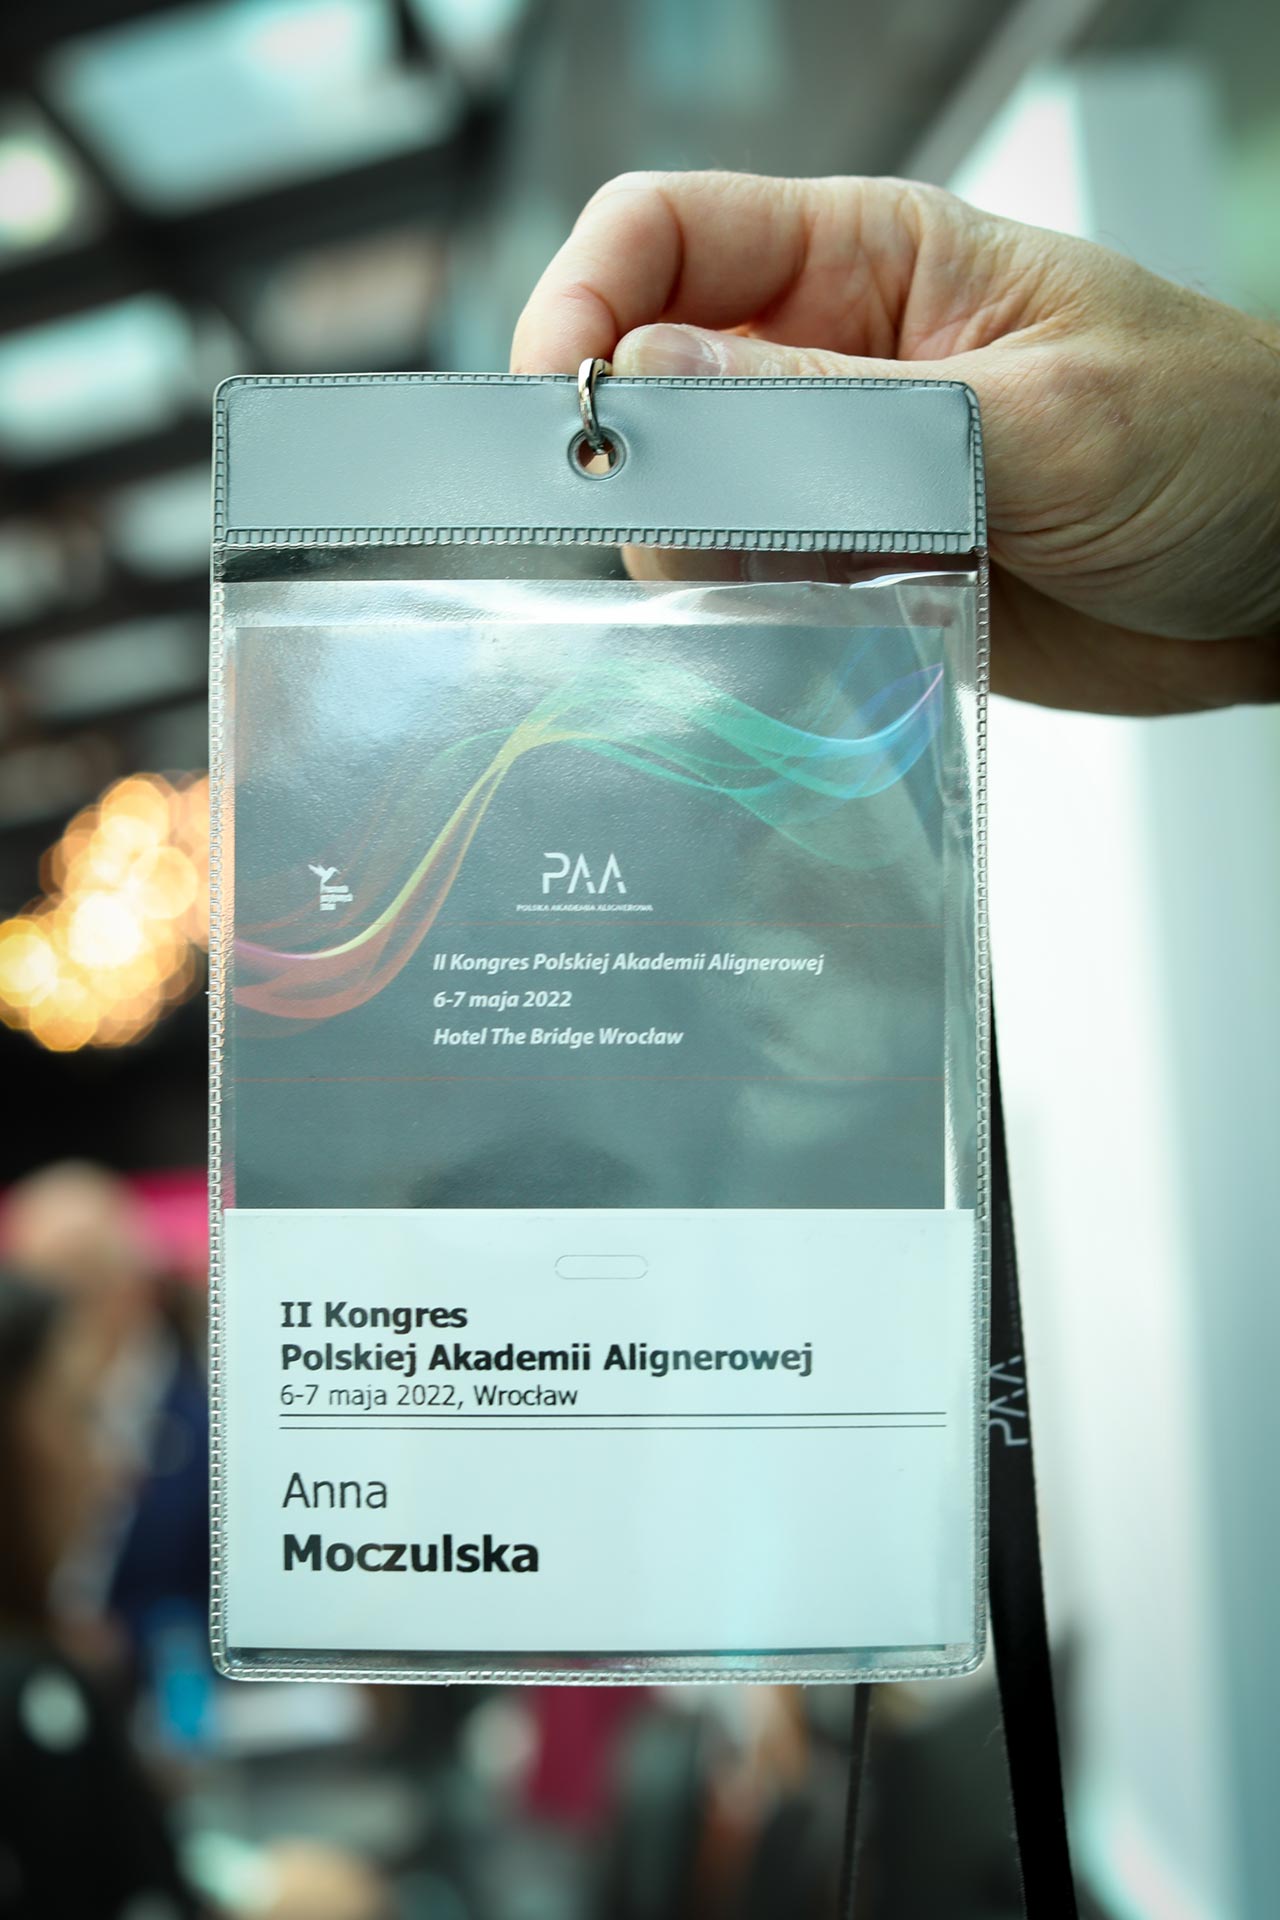 PAA
POLSKA AKADEMIA ALIGNEROWA
II Kongres Polskiej Akademii Alignerowej
6-7 maja 2022
Hotel The Bridge Wrocław
II Kongres
Polskiej Akademii Alignerowej
6-7 maja 2022, Wrocław
Anna
Moczulska
PAA